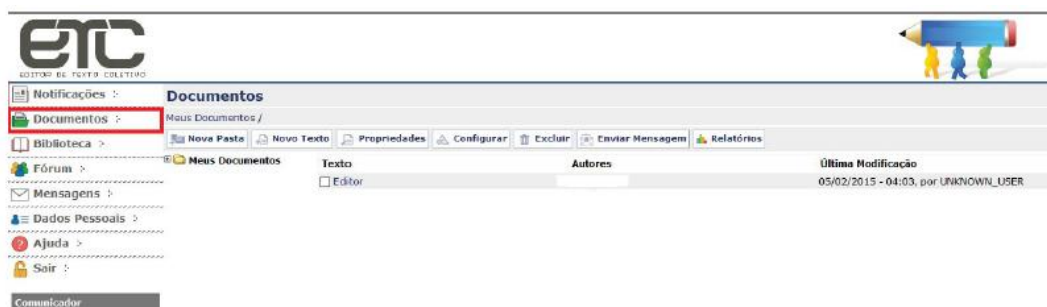 ETC
EDITOR DE TEXTO COLETIVO
Notificações
Documentos
Biblioteca
Fórum
Mensagens
Dados Pessoais
Ajuda
Sair
Comunicador
Documentos
Meus Documentos /
Nova Pasta Novo Texto Propriedades Configurar Excluir Enviar Mensagem Relatórios
Meus Documentos
Texto Autores Última Modificação
Editor 05/02/2015 - 04:03, por UNKNOWN_USER